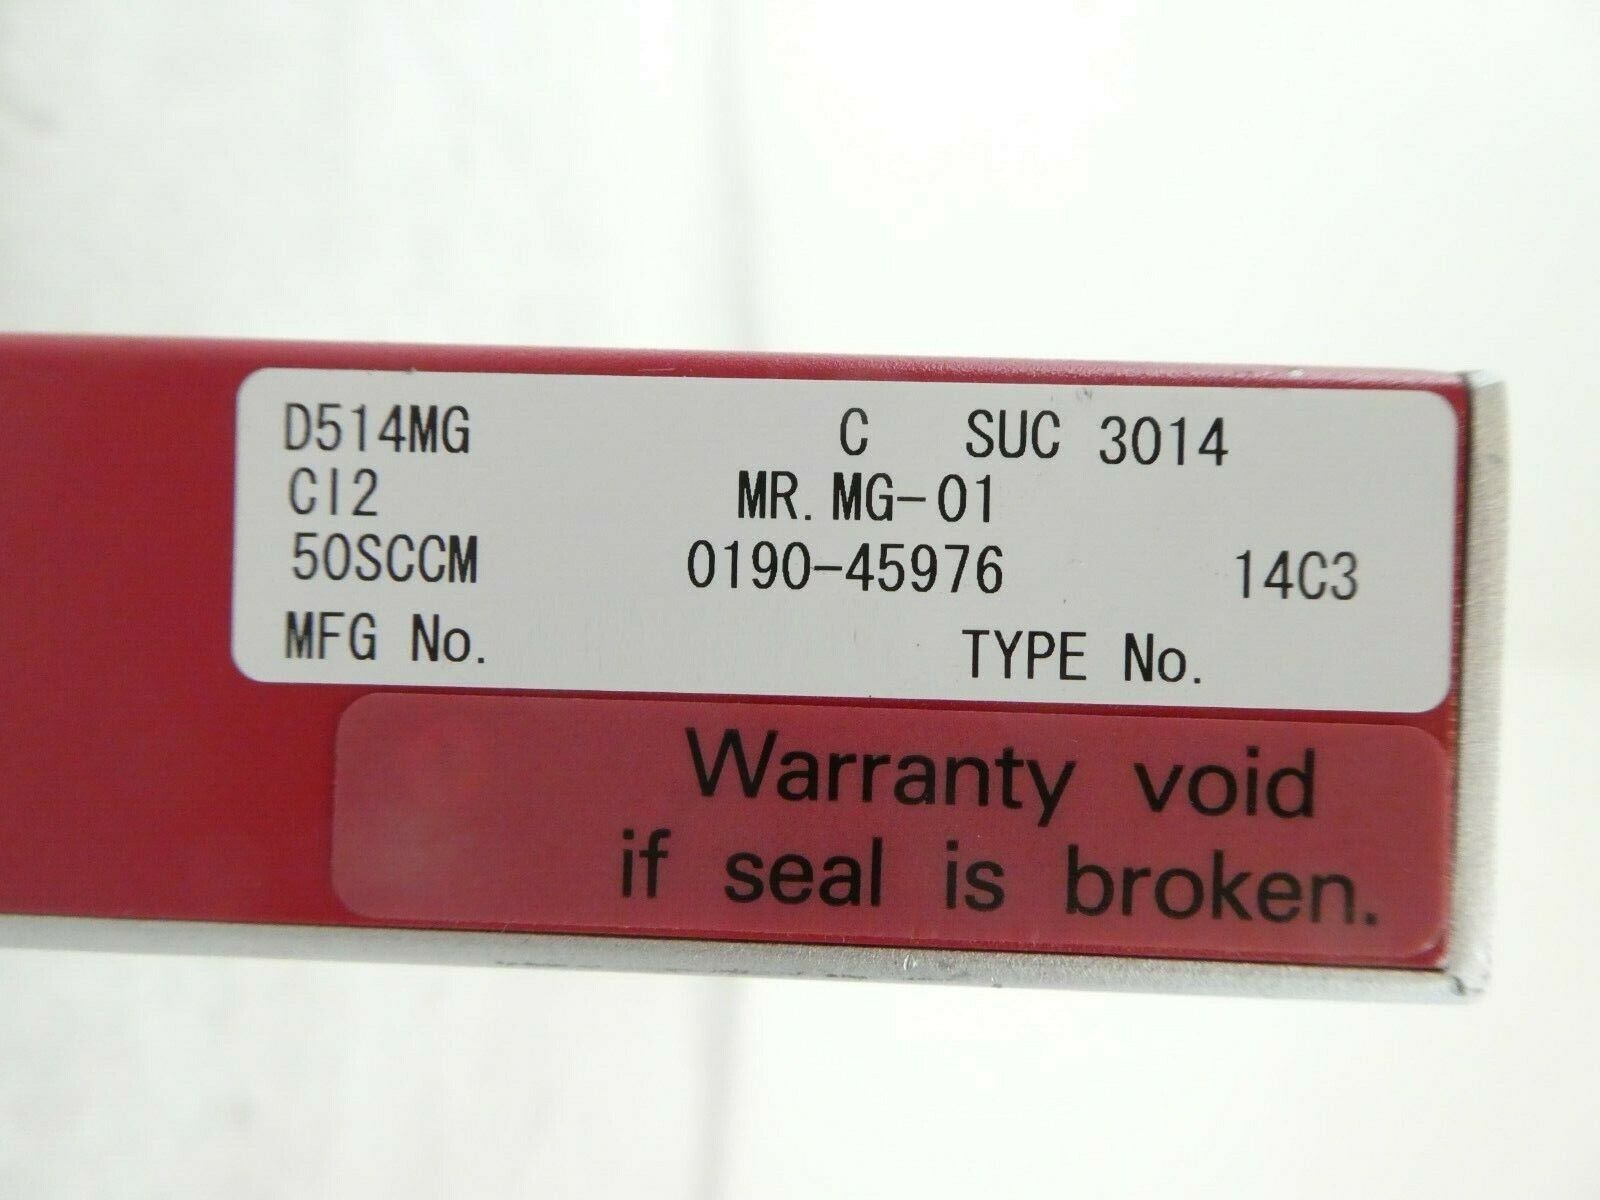 D514MG C SUC 3014
Cl2 MR.MG-01
50SCCM 0190-45976 14C3
MFG No. TYPE No.
Warranty void
if seal is broken.